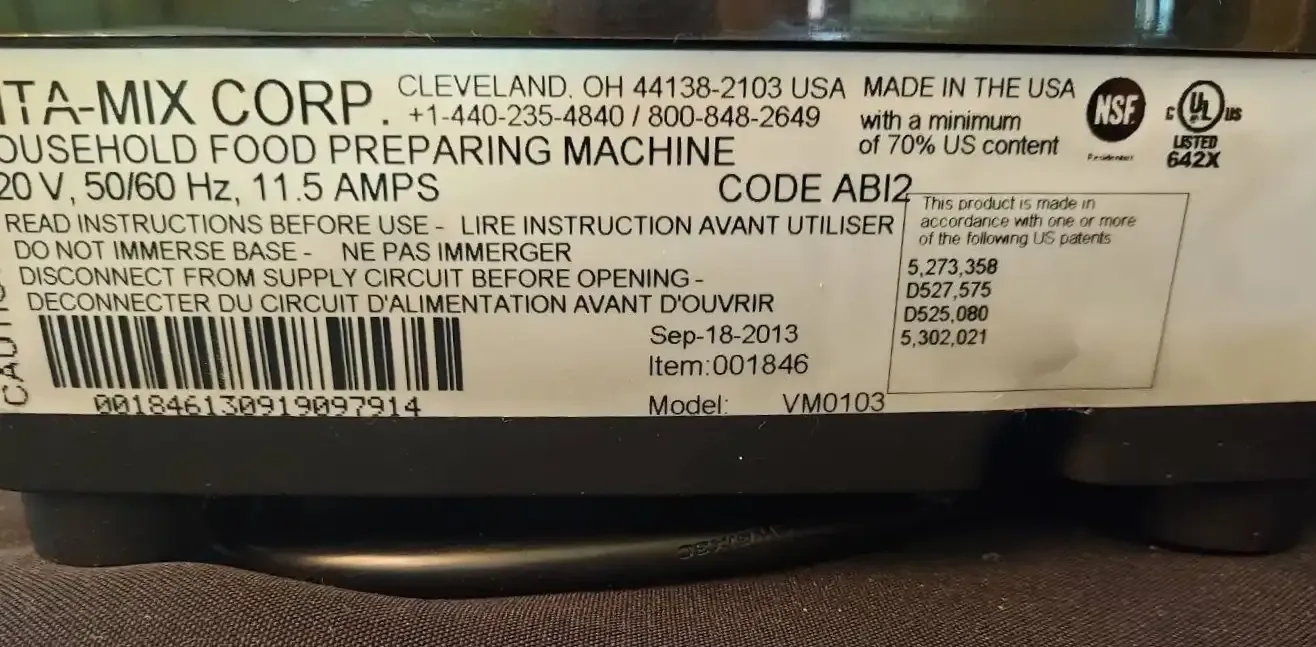 ITA-MIX CORP.
CLEVELAND, OH 44138-2103 USA
+1-440-235-4840 / 800-848-2649
MADE IN THE USA
with a minimum
of 70% US content
NSF
C UL US
LISTED
642X
OUSEHOLD FOOD PREPARING MACHINE
20 V, 50/60 Hz, 11.5 AMPS
CODE ABI2
READ INSTRUCTIONS BEFORE USE - LIRE INSTRUCTION AVANT UTILISER
DO NOT IMMERSE BASE - NE PAS IMMERGER
DISCONNECT FROM SUPPLY CIRCUIT BEFORE OPENING -
DECONNECTER DU CIRCUIT D'ALIMENTATION AVANT D'OUVRIR
This product is made in
accordance with one or more
of the following US patents
5,273,358
D527,575
D525,080
5,302,021
001846130919097914
Sep-18-2013
Item:001846
Model: VM0103